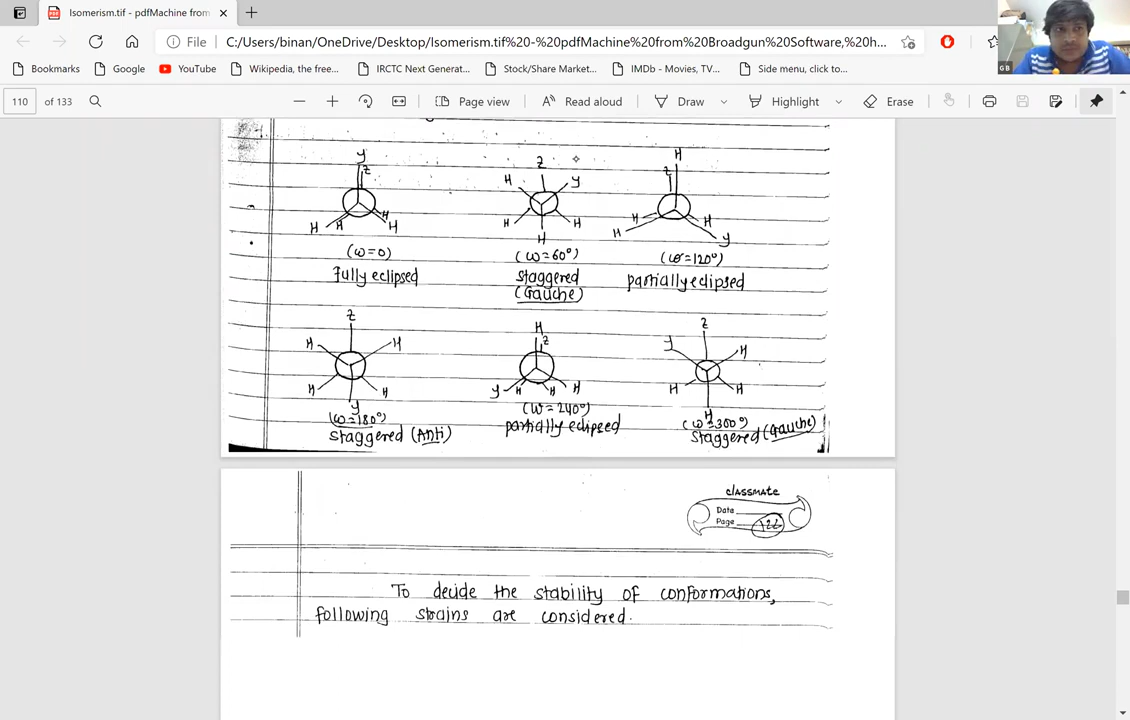 Isomerism.tif - pdfMachine from
File C:/Users/binan/OneDrive/Desktop/Isomerism.tif%20-%20pdfMachine%20from%20Broadgun%20Software,%20h...
Bookmarks Google YouTube Wikipedia, the free... IRCTC Next Generat... Stock/Share Market... IMDb - Movies, TV... Side menu, click to...
110 of 133 Page view Read aloud Draw Highlight Erase
G B
y Z H H H H
Z H y H H H
H Z H H H y
(ω=0) (ω=60°) (ω=120°)
Fully eclipsed staggered partially eclipsed
(Gauche)
Z H H H H y
H Z y H H H
Z y H H H H
(ω=180°) (ω=240°) (ω=300°)
staggered (Anti) partially eclipsed staggered (Gauche)
classmate
Date
Page 122
To decide the stability of conformations,
following strains are considered.